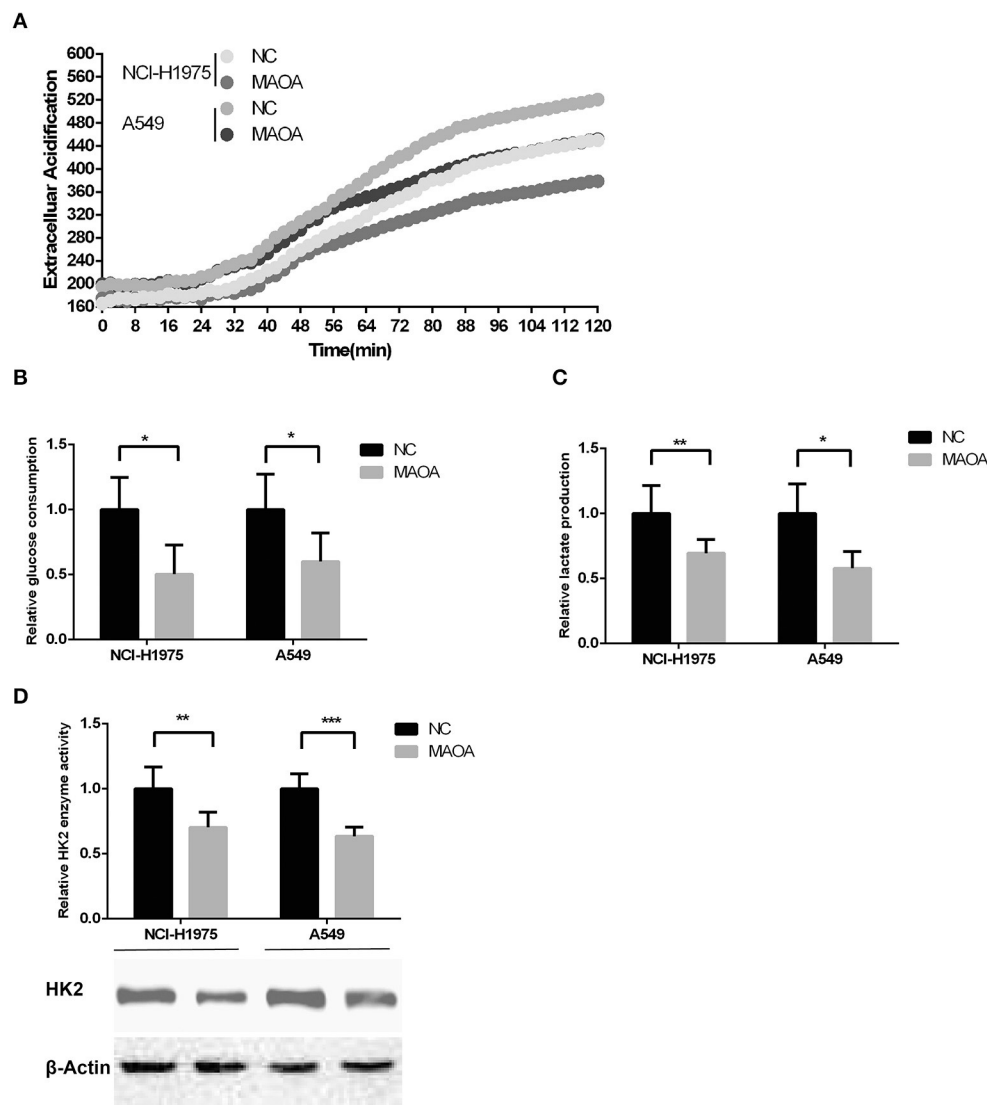 A
Extracelluar Acidification
600
560
520
480
440
400
360
320
280
240
200
160
NCI-H1975
NC
MAOA
A549
NC
MAOA
0 8 16 24 32 40 48 56 64 72 80 88 96 104 112 120
Time(min)
B
Relative glucose consumption
1.5
1.0
0.5
0.0
* *
NC
MAOA
NCI-H1975 A549
C
Relative lactate production
1.5
1.0
0.5
0.0
** *
NC
MAOA
NCI-H1975 A549
D
Relative HK2 enzyme activity
1.5
1.0
0.5
0.0
** ***
NC
MAOA
NCI-H1975 A549
HK2
β-Actin